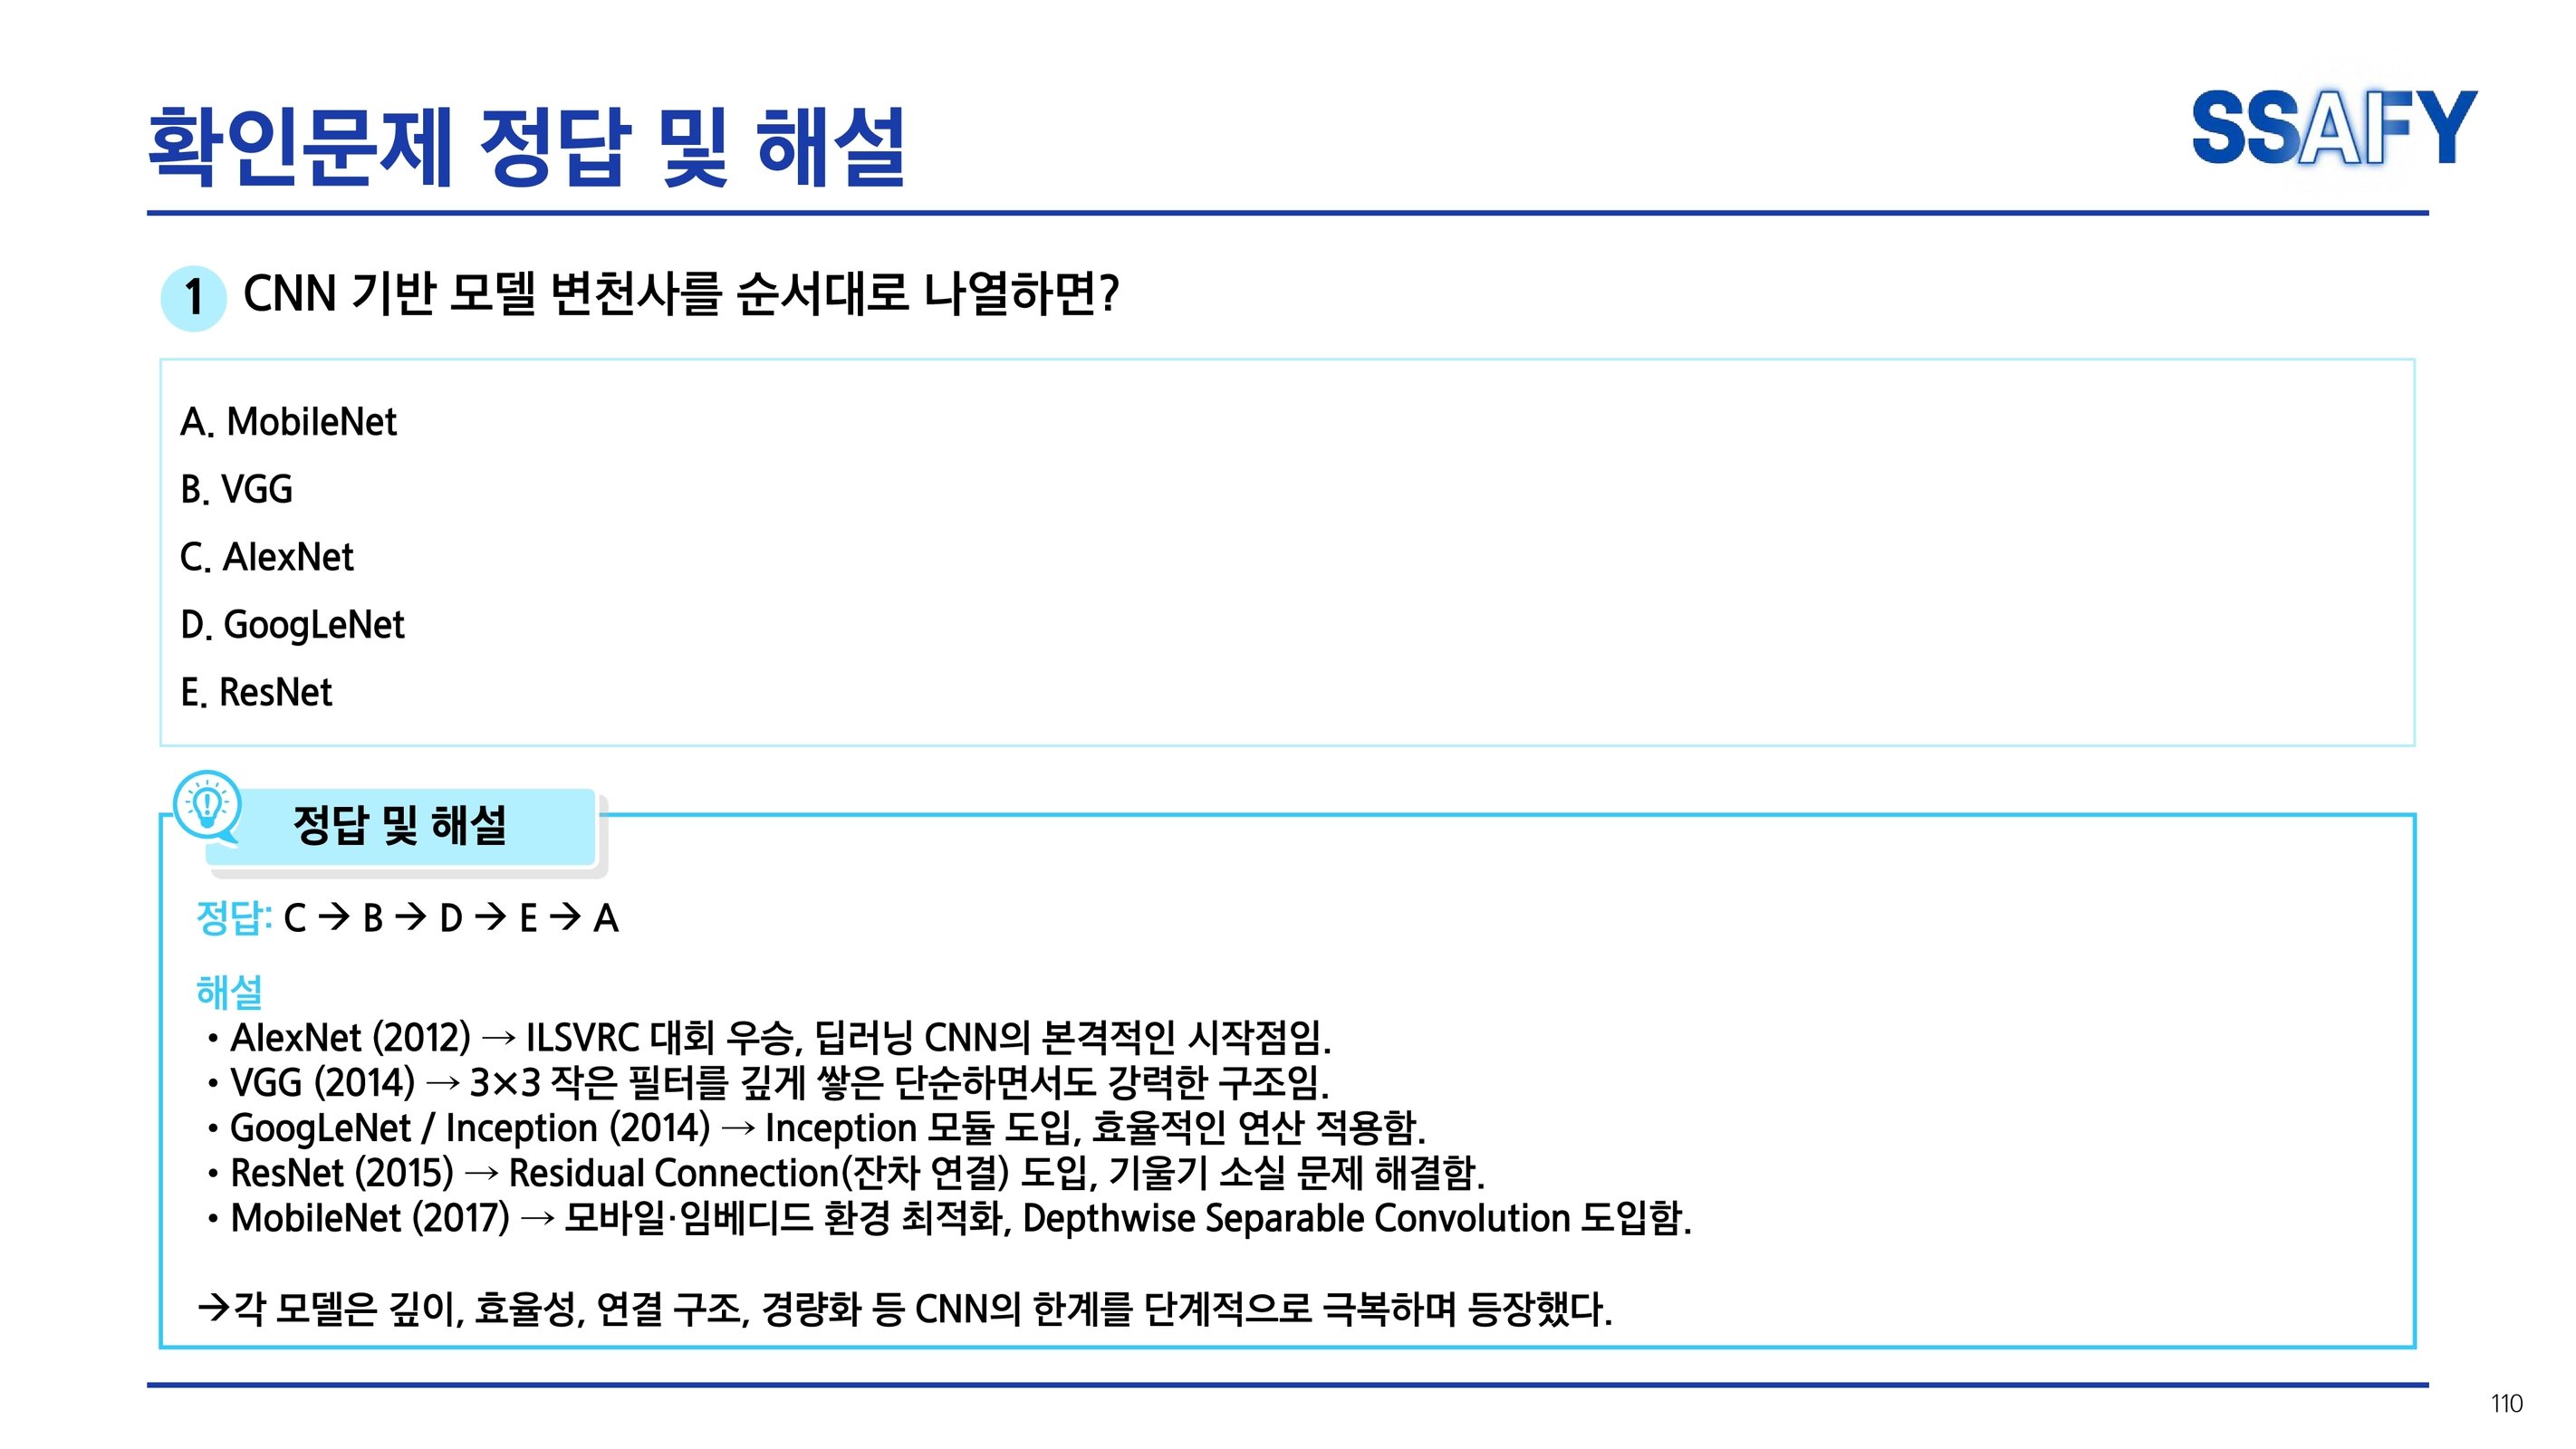 확인문제 정답 및 해설
SSAFY
1 CNN 기반 모델 변천사를 순서대로 나열하면?
A. MobileNet
B. VGG
C. AlexNet
D. GoogLeNet
E. ResNet
정답 및 해설
정답: C → B → D → E → A
해설
• AlexNet (2012) → ILSVRC 대회 우승, 딥러닝 CNN의 본격적인 시작점임.
• VGG (2014) → 3×3 작은 필터를 깊게 쌓은 단순하면서도 강력한 구조임.
• GoogLeNet / Inception (2014) → Inception 모듈 도입, 효율적인 연산 적용함.
• ResNet (2015) → Residual Connection(잔차 연결) 도입, 기울기 소실 문제 해결함.
• MobileNet (2017) → 모바일·임베디드 환경 최적화, Depthwise Separable Convolution 도입함.
→각 모델은 깊이, 효율성, 연결 구조, 경량화 등 CNN의 한계를 단계적으로 극복하며 등장했다.
110